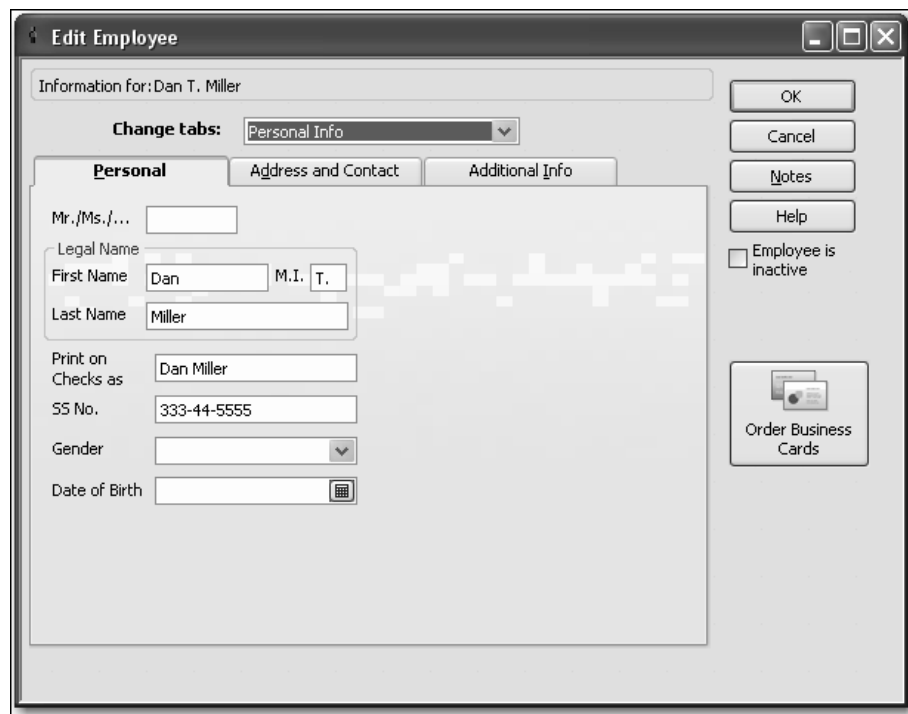 Edit Employee
Information for:Dan T. Miller
OK
Change tabs: Personal Info
Cancel
Personal Address and Contact Additional Info
Notes
Mr./Ms./...
Help
Legal Name
Employee is
inactive
First Name Dan M.I. T.
Last Name Miller
Print on
Checks as Dan Miller
SS No. 333-44-5555
Order Business
Cards
Gender
Date of Birth